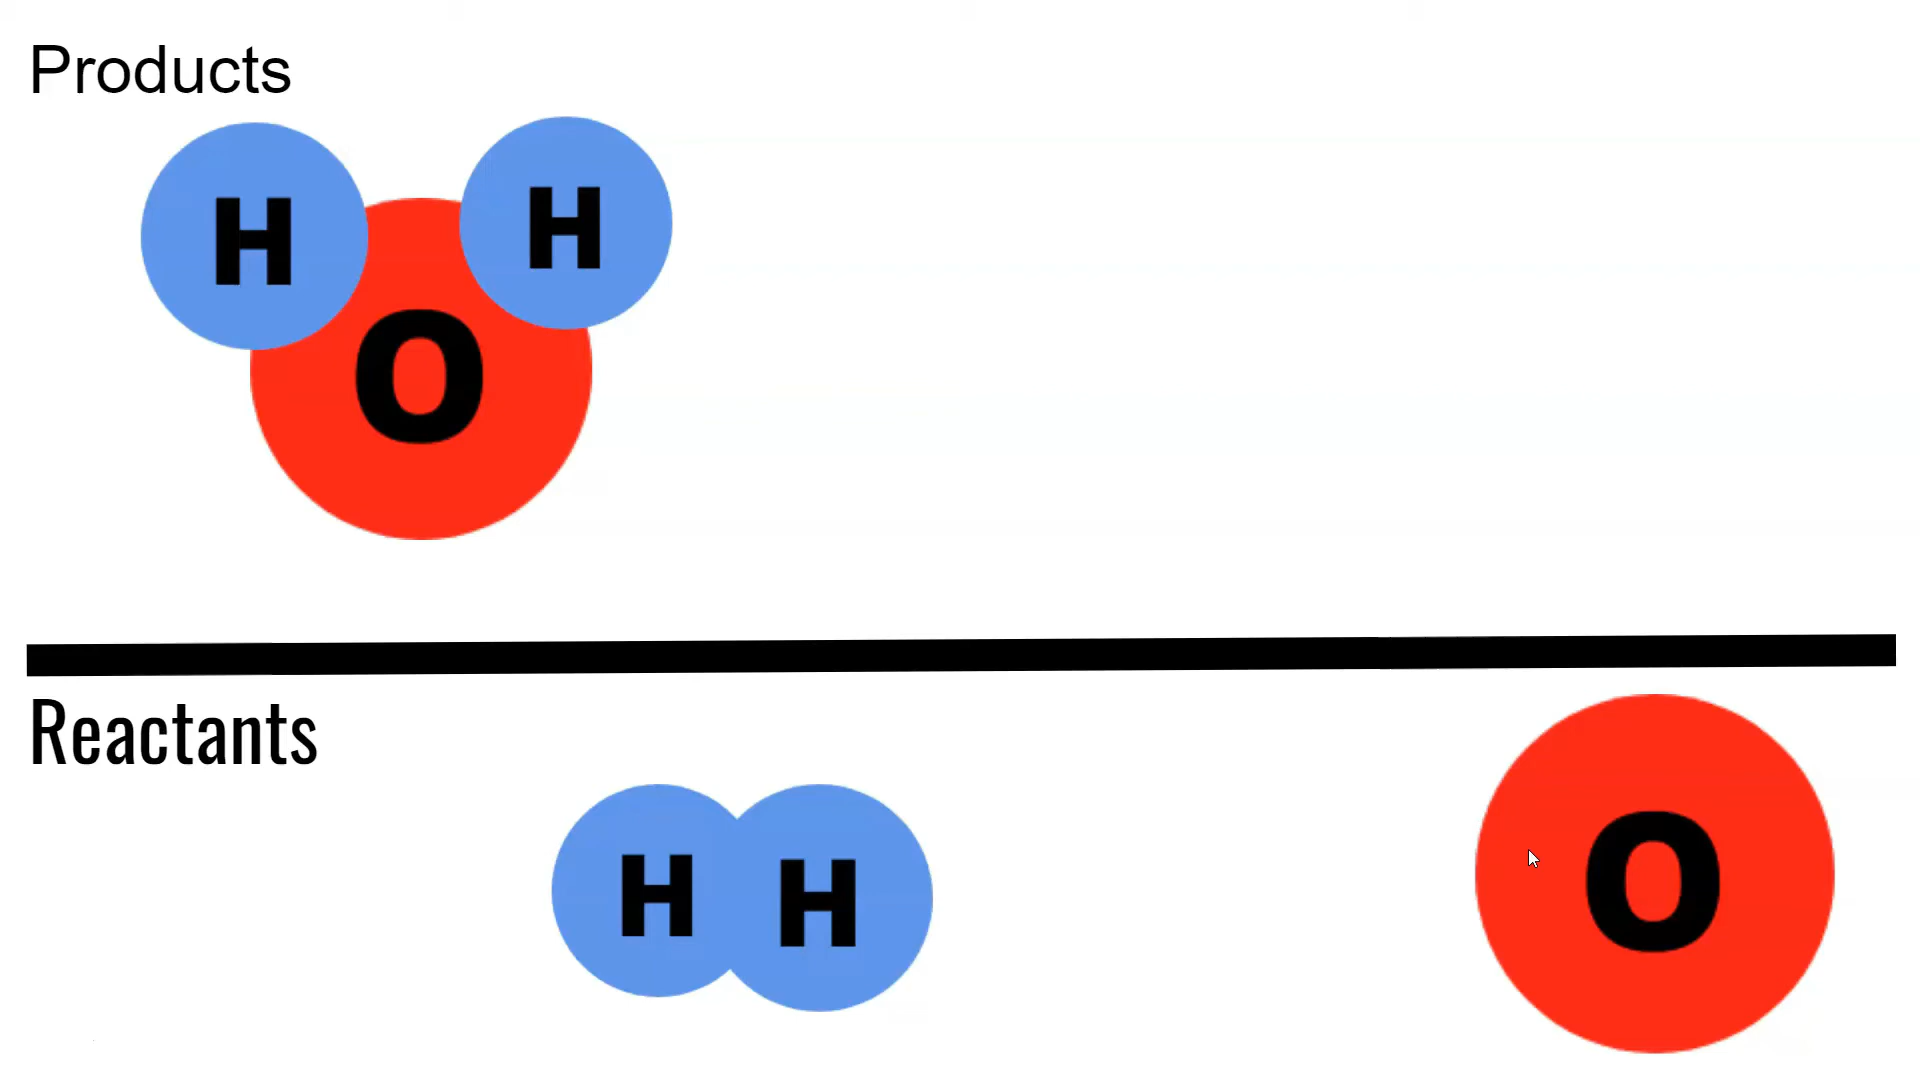 Products
H H
O
Reactants
H H O